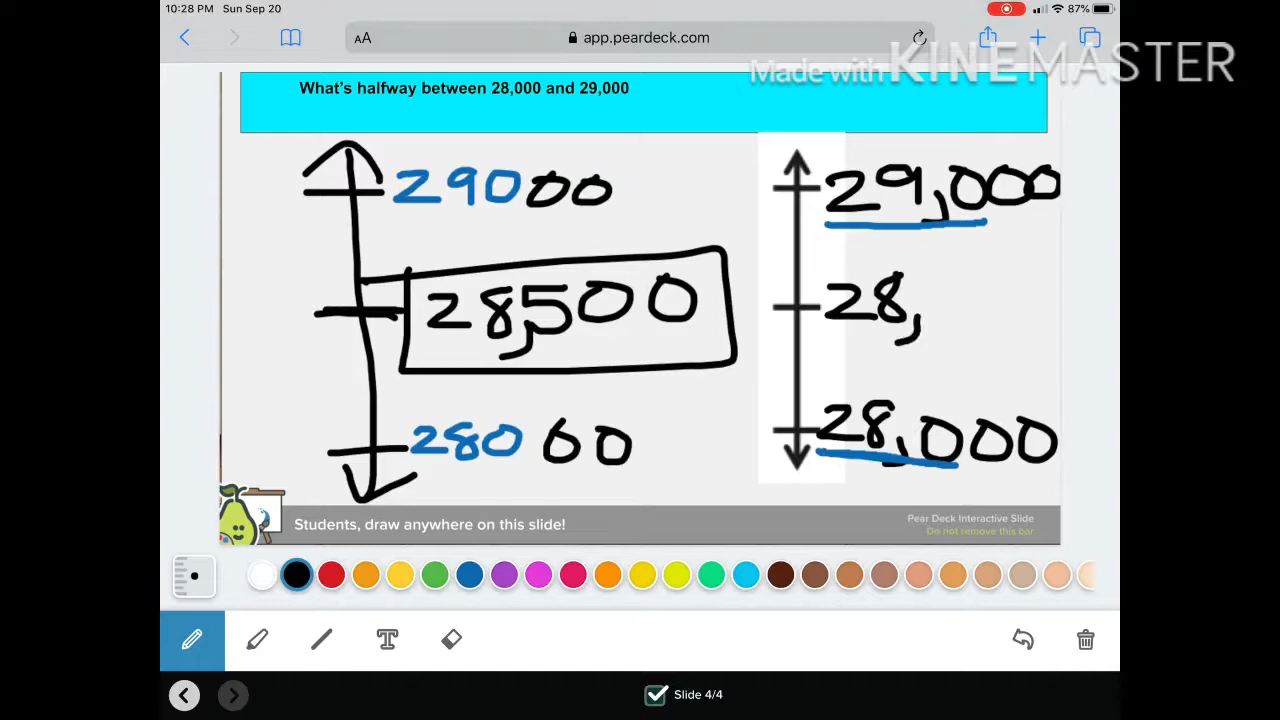 10:28 PM Sun Sep 20
87%
AA
app.peardeck.com
Made with KINEMASTER
What's halfway between 28,000 and 29,000
29000
29,000
28,500
28,
28000
28,000
Students, draw anywhere on this slide!
Pear Deck Interactive Slide
Do not remove this bar
T
Slide 4/4